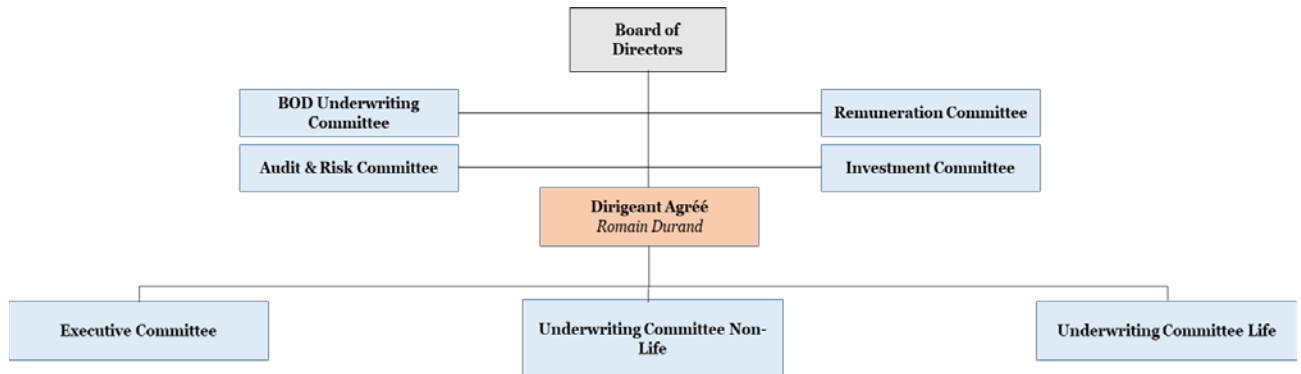 Board of
Directors
BOD Underwriting
Committee
Remuneration Committee
Audit & Risk Committee
Investment Committee
Dirigeant Agréé
Romain Durand
Executive Committee
Underwriting Committee Non-
Life
Underwriting Committee Life